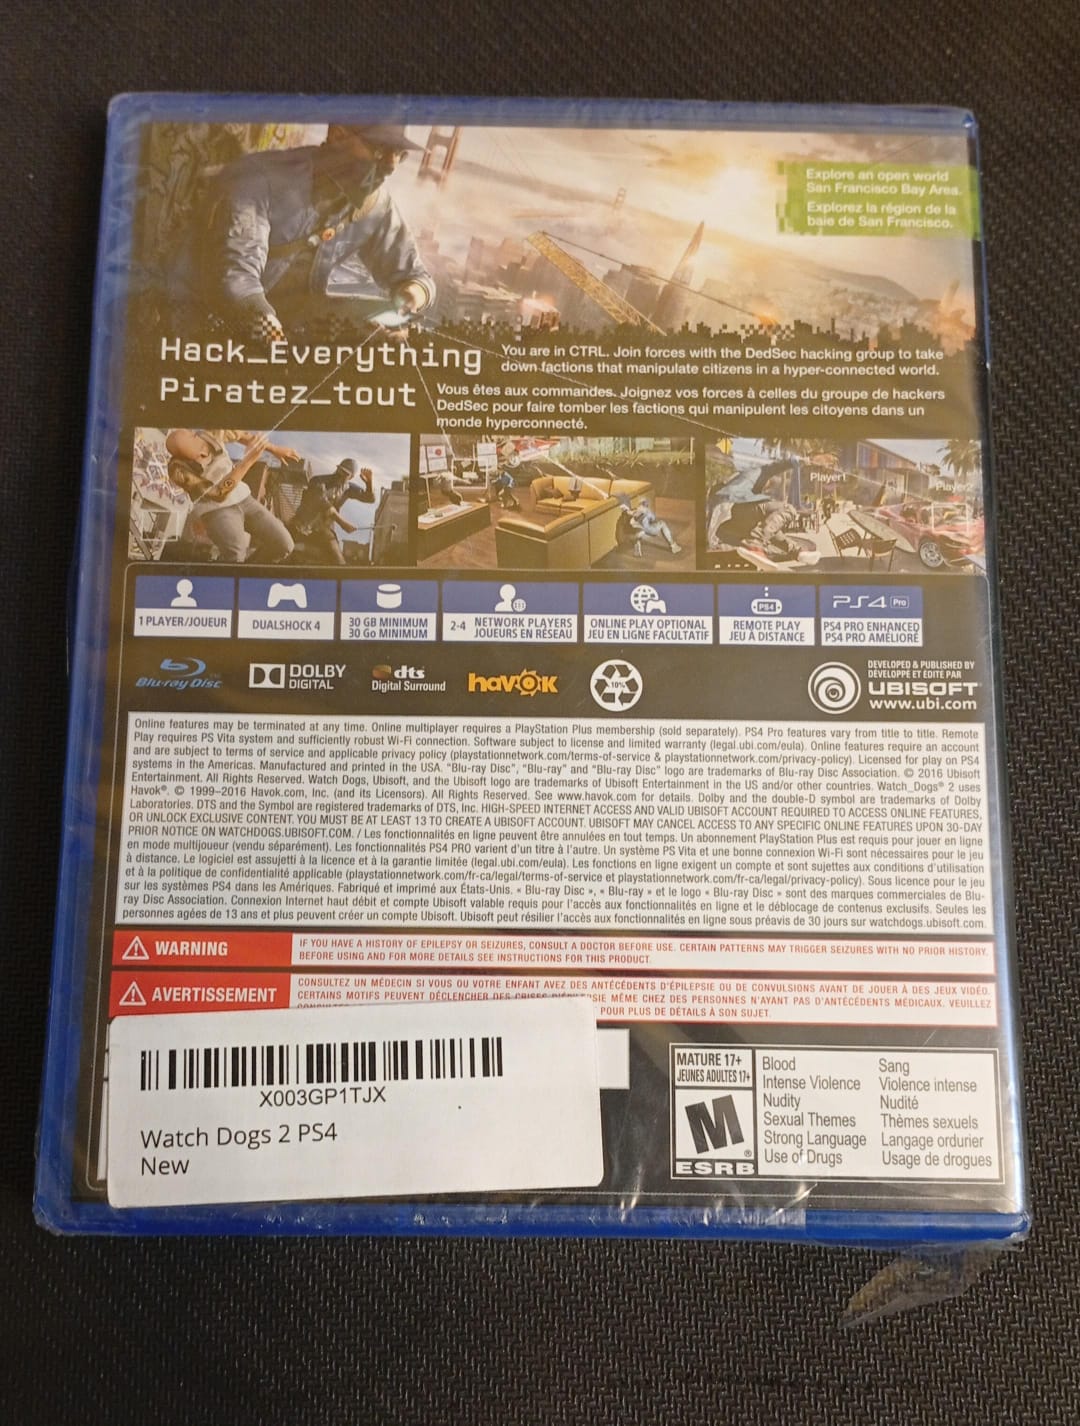 Explore an open world
San Francisco Bay Area.
Explorez la région de la
baie de San Francisco.
Hack_Everything
You are in CTRL. Join forces with the DedSec hacking group to take
down factions that manipulate citizens in a hyper-connected world.
Piratez_tout
Vous êtes aux commandes. Joignez vos forces à celles du groupe de hackers
DedSec pour faire tomber les factions qui manipulent les citoyens dans un
monde hyperconnecté.
Player1
Player2
1 PLAYER/JOUEUR
DUALSHOCK 4
30 GB MINIMUM
30 Go MINIMUM
2-4 NETWORK PLAYERS
JOUEURS EN RÉSEAU
ONLINE PLAY OPTIONAL
JEU EN LIGNE FACULTATIF
PS4
REMOTE PLAY
JEU À DISTANCE
PS4 Pro
PS4 PRO ENHANCED
PS4 PRO AMÉLIORÉ
Blu-ray Disc
DOLBY
DIGITAL
dts
Digital Surround
havok
10%
DEVELOPED & PUBLISHED BY
DÉVELOPPÉ ET ÉDITÉ PAR
UBISOFT
www.ubi.com
Online features may be terminated at any time. Online multiplayer requires a PlayStation Plus membership (sold separately). PS4 Pro features vary from title to title. Remote
Play requires PS Vita system and sufficiently robust Wi-Fi connection. Software subject to license and limited warranty (legal.ubi.com/eula). Online features require an account
and are subject to terms of service and applicable privacy policy (playstationnetwork.com/terms-of-service & playstationnetwork.com/privacy-policy). Licensed for play on PS4
systems in the Americas. Manufactured and printed in the USA. "Blu-ray Disc", "Blu-ray" and "Blu-ray Disc" logo are trademarks of Blu-ray Disc Association. © 2016 Ubisoft
Entertainment. All Rights Reserved. Watch Dogs, Ubisoft, and the Ubisoft logo are trademarks of Ubisoft Entertainment in the US and/or other countries. Watch_Dogs® 2 uses
Havok®. © 1999–2016 Havok.com, Inc. (and its Licensors). All Rights Reserved. See www.havok.com for details. Dolby and the double-D symbol are trademarks of Dolby
Laboratories. DTS and the Symbol are registered trademarks of DTS, Inc. HIGH-SPEED INTERNET ACCESS AND VALID UBISOFT ACCOUNT REQUIRED TO ACCESS ONLINE FEATURES,
OR UNLOCK EXCLUSIVE CONTENT. YOU MUST BE AT LEAST 13 TO CREATE A UBISOFT ACCOUNT. UBISOFT MAY CANCEL ACCESS TO ANY SPECIFIC ONLINE FEATURES UPON 30-DAY
PRIOR NOTICE ON WATCHDOGS.UBISOFT.COM. / Les fonctionnalités en ligne peuvent être annulées en tout temps. Un abonnement PlayStation Plus est requis pour jouer en ligne
en mode multijoueur (vendu séparément). Les fonctionnalités PS4 PRO varient d'un titre à l'autre. Un système PS Vita et une bonne connexion Wi-Fi sont nécessaires pour le jeu
à distance. Le logiciel est assujetti à la licence et à la garantie limitée (legal.ubi.com/eula). Les fonctions en ligne exigent un compte et sont sujettes aux conditions d'utilisation
et à la politique de confidentialité applicable (playstationnetwork.com/fr-ca/legal/terms-of-service et playstationnetwork.com/fr-ca/legal/privacy-policy). Sous licence pour le jeu
sur les systèmes PS4 dans les Amériques. Fabriqué et imprimé aux États-Unis. « Blu-ray Disc », « Blu-ray » et le logo « Blu-ray Disc » sont des marques commerciales de Blu-
ray Disc Association. Connexion Internet haut débit et compte Ubisoft valable requis pour l'accès aux fonctionnalités en ligne et le déblocage de contenus exclusifs. Seules les
personnes agées de 13 ans et plus peuvent créer un compte Ubisoft. Ubisoft peut résilier l'accès aux fonctionnalités en ligne sous préavis de 30 jours sur watchdogs.ubisoft.com.
WARNING
IF YOU HAVE A HISTORY OF EPILEPSY OR SEIZURES, CONSULT A DOCTOR BEFORE USE. CERTAIN PATTERNS MAY TRIGGER SEIZURES WITH NO PRIOR HISTORY.
BEFORE USING AND FOR MORE DETAILS SEE INSTRUCTIONS FOR THIS PRODUCT.
AVERTISSEMENT
CONSULTEZ UN MÉDECIN SI VOUS OU VOTRE ENFANT AVEZ DES ANTÉCÉDENTS D'ÉPILEPSIE OU DE CONVULSIONS AVANT DE JOUER À DES JEUX VIDÉO.
CERTAINS MOTIFS PEUVENT DÉCLENCHER DES CRISES MÊME CHEZ DES PERSONNES N'AYANT PAS D'ANTÉCÉDENTS MÉDICAUX. VEUILLEZ
POUR PLUS DE DÉTAILS À SON SUJET.
X003GP1TJX
Watch Dogs 2 PS4
New
MATURE 17+
JEUNES ADULTES 17+
M
ESRB
Blood
Intense Violence
Nudity
Sexual Themes
Strong Language
Use of Drugs
Sang
Violence intense
Nudité
Thèmes sexuels
Langage ordurier
Usage de drogues